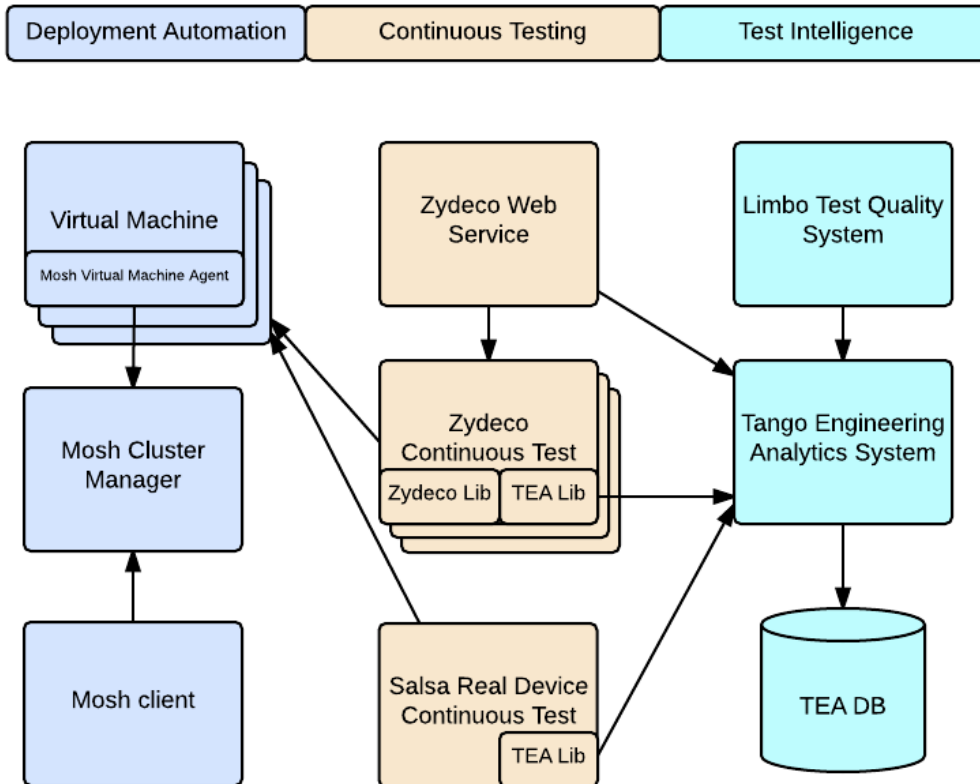 Deployment Automation
Continuous Testing
Test Intelligence
Virtual Machine
Mosh Virtual Machine Agent
Zydeco Web
Service
Limbo Test Quality
System
Mosh Cluster
Manager
Zydeco
Continuous Test
Zydeco Lib
TEA Lib
Tango Engineering
Analytics System
Mosh client
Salsa Real Device
Continuous Test
TEA Lib
TEA DB